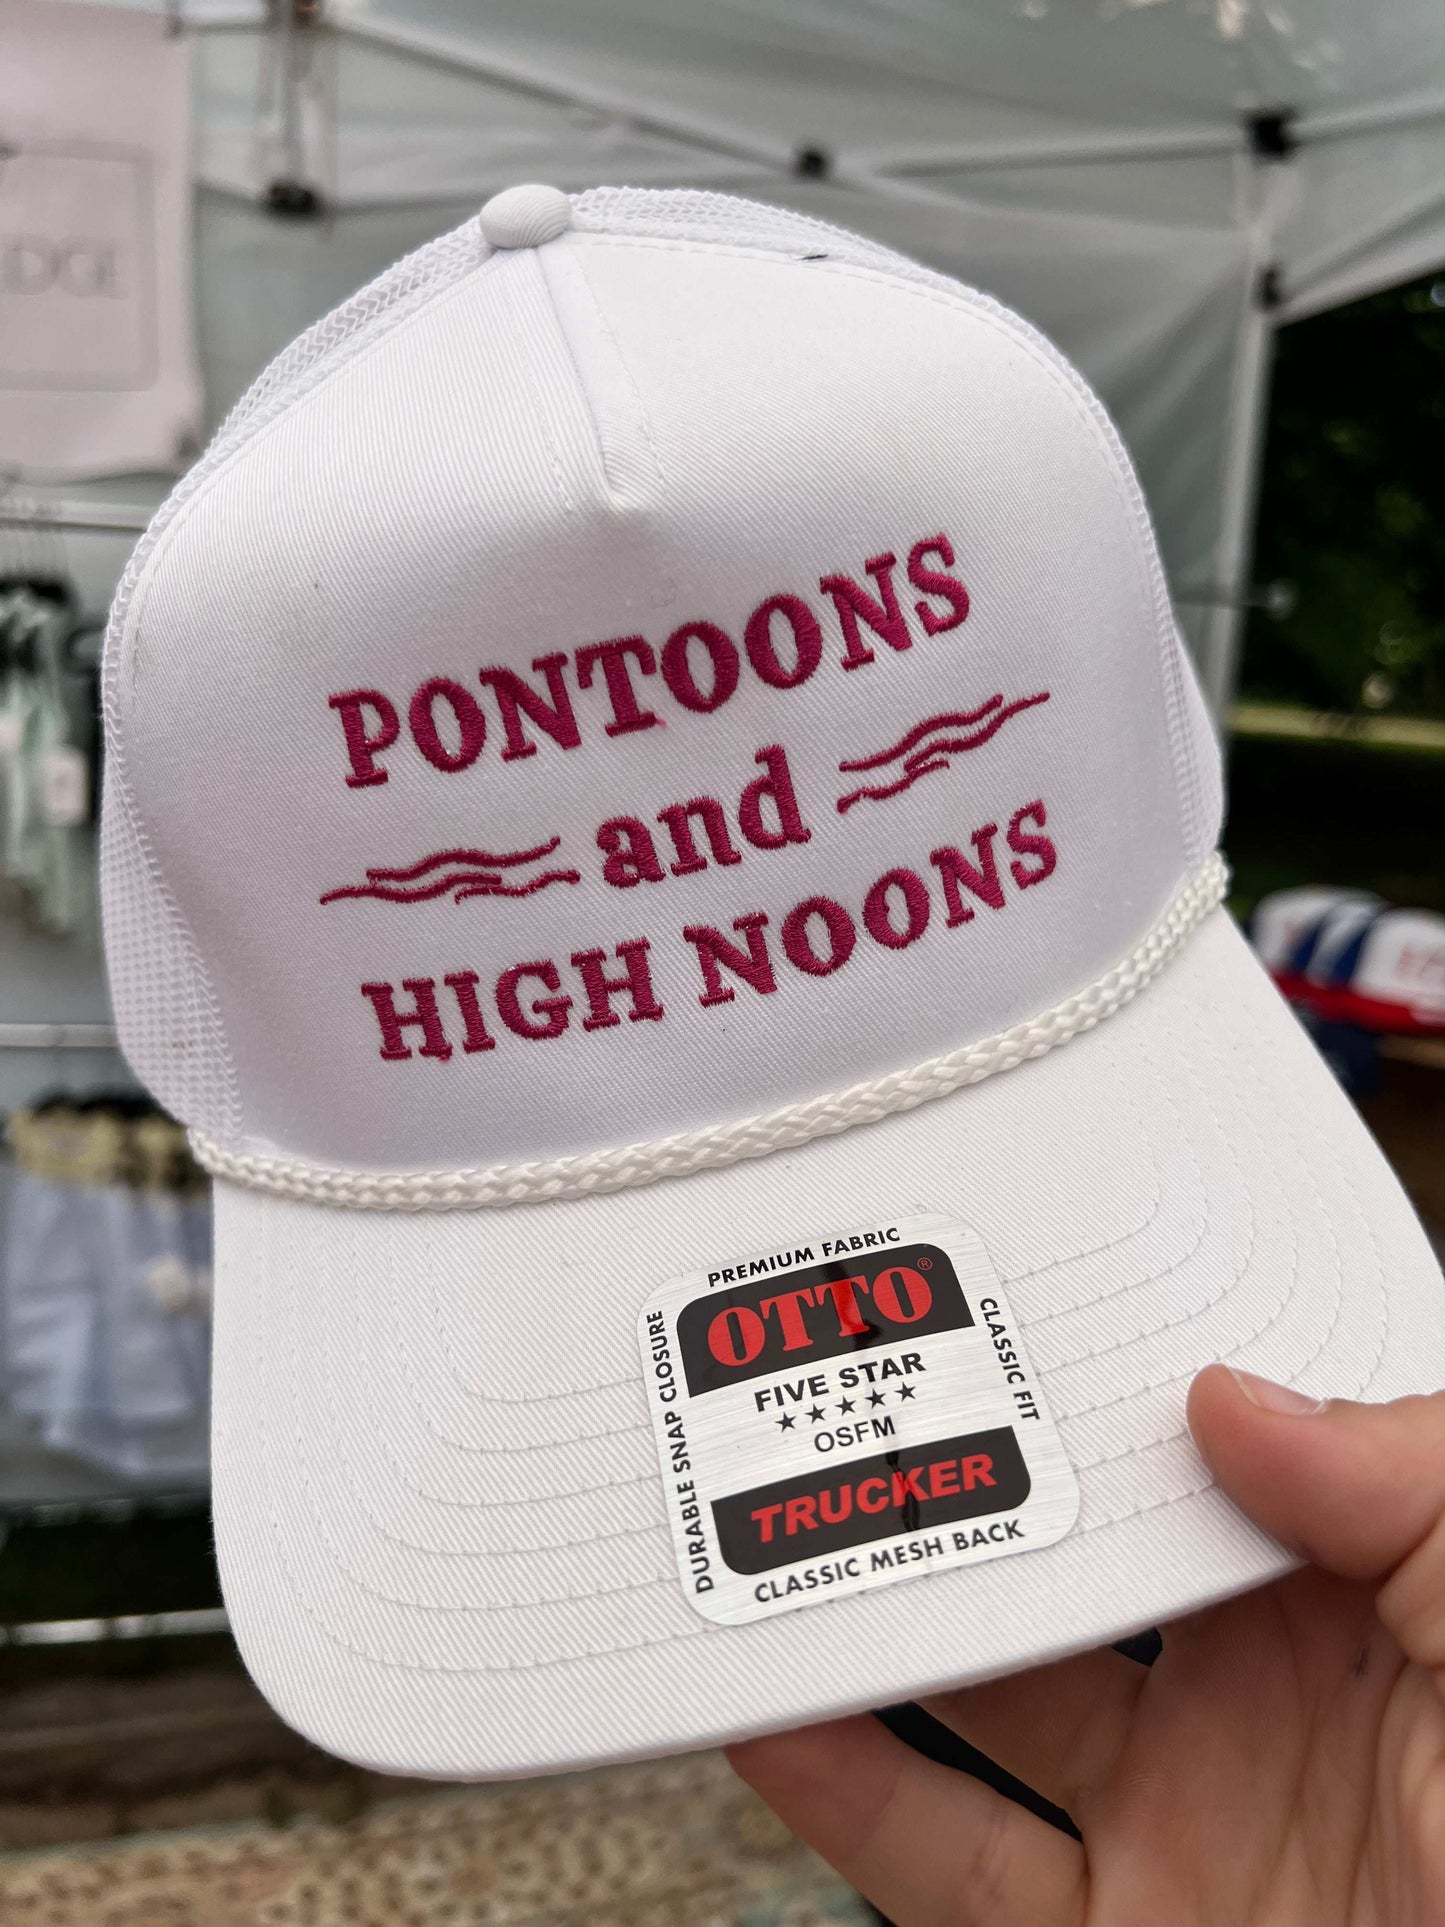 PONTOONS
and
HIGH NOONS
PREMIUM FABRIC
OTTO®
FIVE STAR
★★★★★
OSFM
TRUCKER
CLASSIC MESH BACK
DURABLE SNAP CLOSURE
CLASSIC FIT